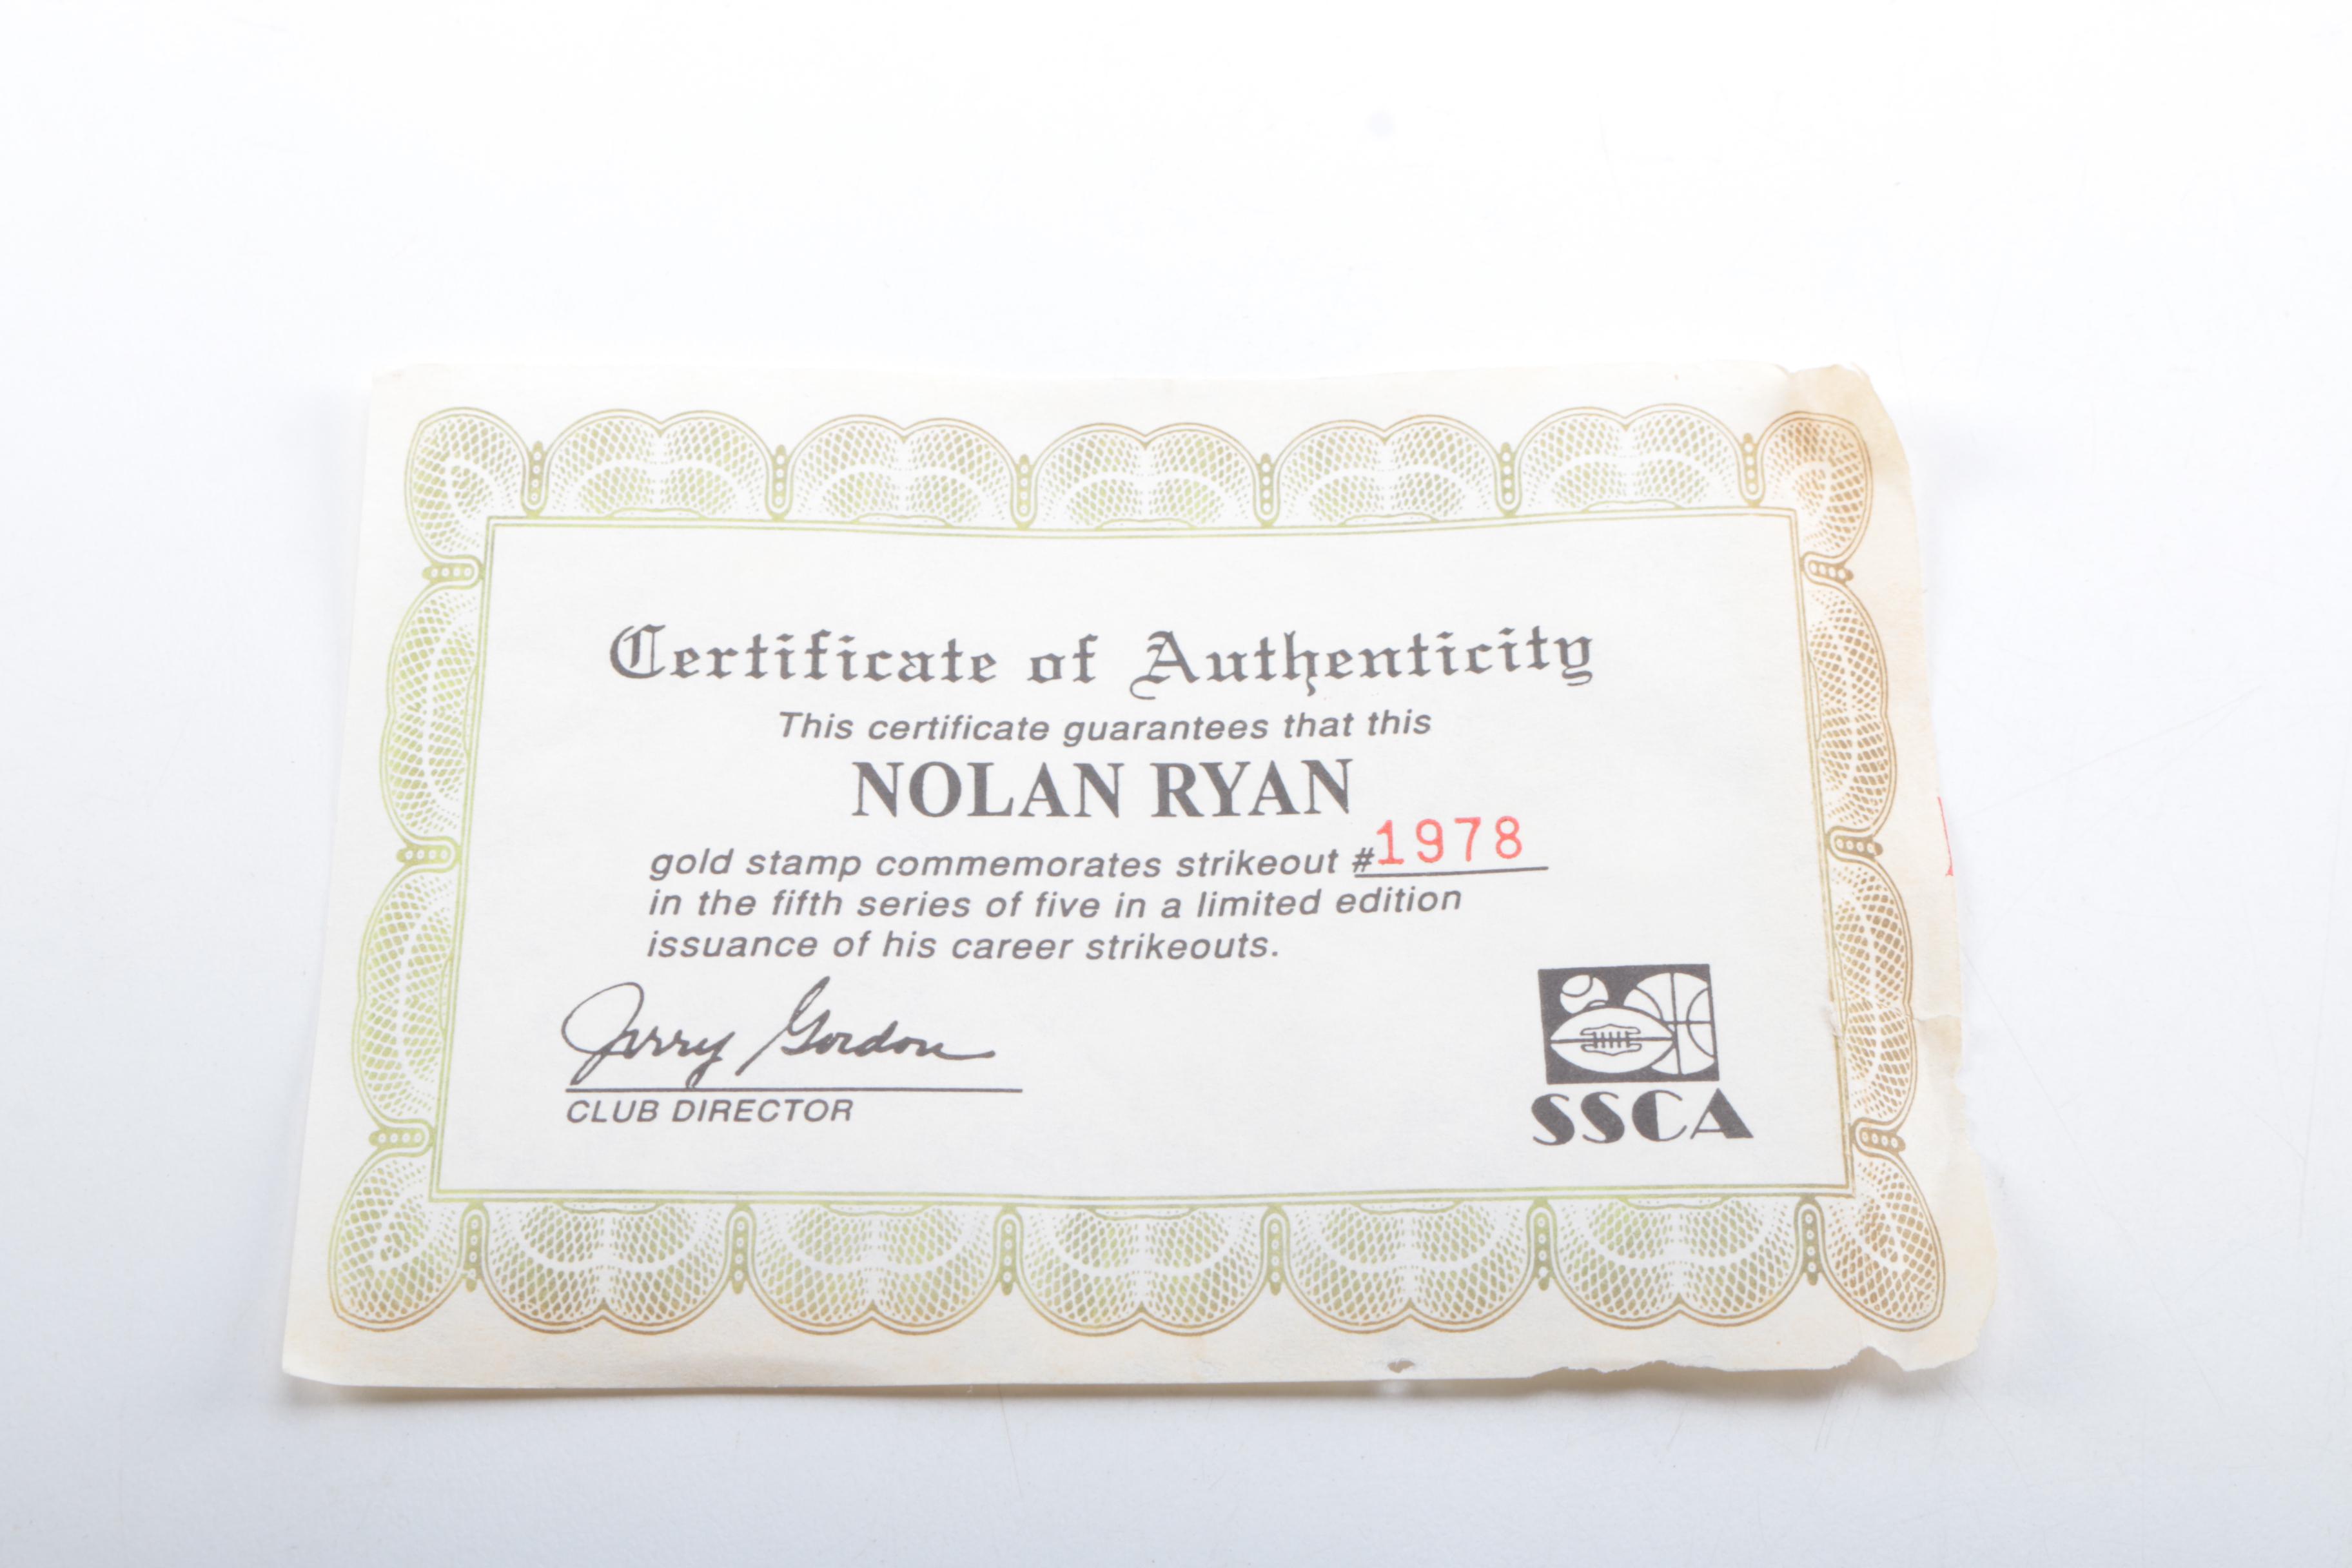 Certificate of Authenticity
This certificate guarantees that this
NOLAN RYAN
gold stamp commemorates strikeout #1978
in the fifth series of five in a limited edition
issuance of his career strikeouts.
Jerry Gordon
CLUB DIRECTOR
SSCA